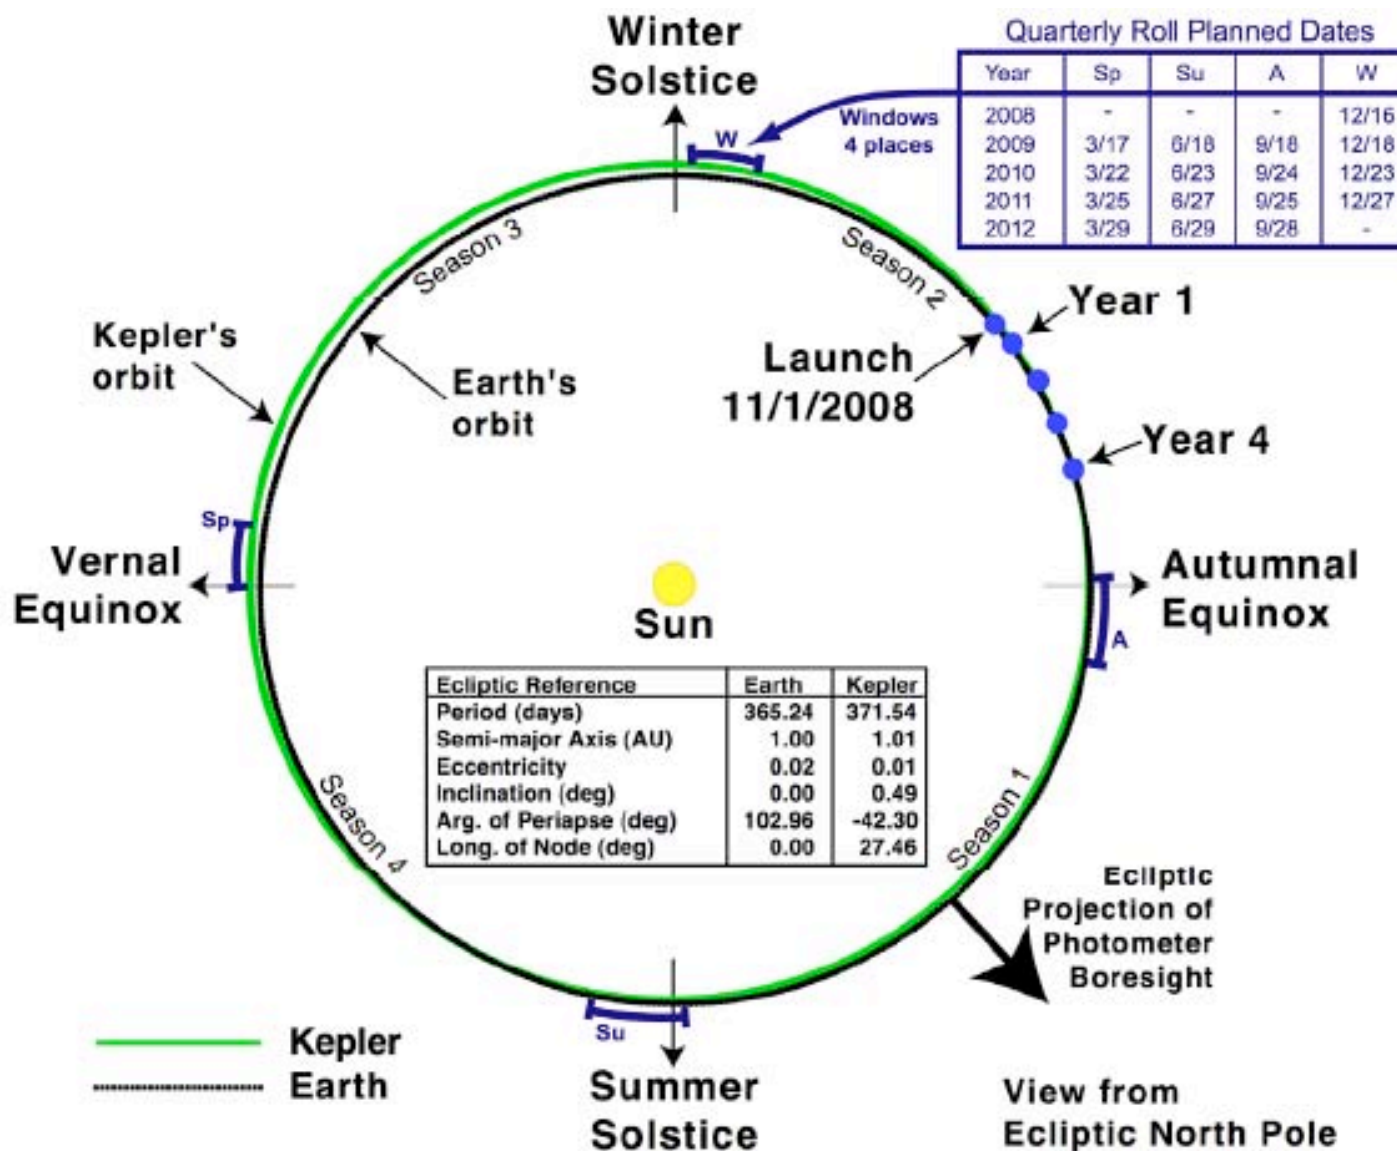 Winter
Solstice
Quarterly Roll Planned Dates
Year Sp Su A W
2008 - - - 12/16
2009 3/17 6/18 9/18 12/18
2010 3/22 6/23 9/24 12/23
2011 3/25 6/27 9/25 12/27
2012 3/29 6/29 9/28 -
Windows
4 places
W
Season 3
Season 2
Year 1
Kepler's
orbit
Earth's
orbit
Launch
11/1/2008
Year 4
Sp
Vernal
Equinox
Sun
Autumnal
Equinox
A
Ecliptic Reference Earth Kepler
Period (days) 365.24 371.54
Semi-major Axis (AU) 1.00 1.01
Eccentricity 0.02 0.01
Inclination (deg) 0.00 0.49
Arg. of Periapse (deg) 102.96 -42.30
Long. of Node (deg) 0.00 27.46
Season 4
Season 1
Ecliptic
Projection of
Photometer
Boresight
Su
Kepler
Earth
Summer
Solstice
View from
Ecliptic North Pole